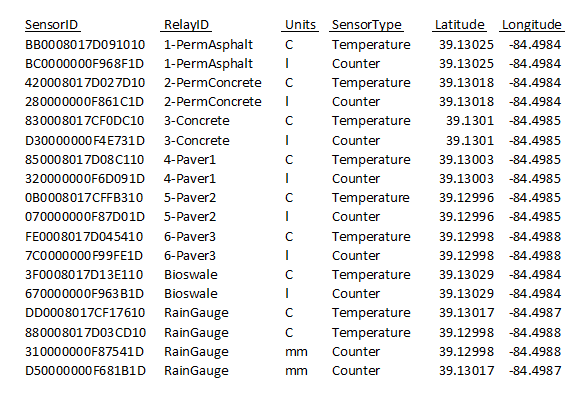 SensorID RelayID Units SensorType Latitude Longitude
BB0008017D091010 1-PermAsphalt C Temperature 39.13025 -84.4984
BC0000000F968F1D 1-PermAsphalt l Counter 39.13025 -84.4984
420008017D027D10 2-PermConcrete C Temperature 39.13018 -84.4984
280000000F861C1D 2-PermConcrete l Counter 39.13018 -84.4984
830008017CF0DC10 3-Concrete C Temperature 39.1301 -84.4985
D30000000F4E731D 3-Concrete l Counter 39.1301 -84.4985
850008017D08C110 4-Paver1 C Temperature 39.13003 -84.4985
320000000F6D091D 4-Paver1 l Counter 39.13003 -84.4985
0B0008017CFFB310 5-Paver2 C Temperature 39.12996 -84.4985
070000000F87D01D 5-Paver2 l Counter 39.12996 -84.4985
FE0008017D045410 6-Paver3 C Temperature 39.12998 -84.4988
7C0000000F99FE1D 6-Paver3 l Counter 39.12998 -84.4988
3F0008017D13E110 Bioswale C Temperature 39.13029 -84.4984
670000000F963B1D Bioswale l Counter 39.13029 -84.4984
DD0008017CF17610 RainGauge C Temperature 39.13017 -84.4987
880008017D03CD10 RainGauge C Temperature 39.12998 -84.4988
310000000F87541D RainGauge mm Counter 39.12998 -84.4988
D50000000F681B1D RainGauge mm Counter 39.13017 -84.4987